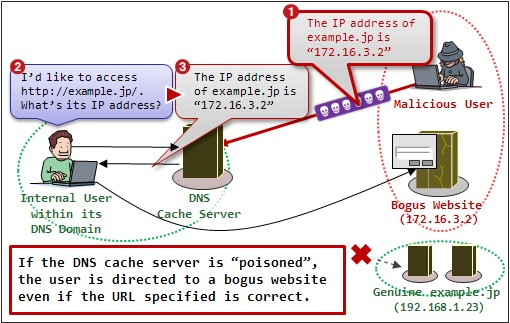 1
The IP address of
example.jp is
“172.16.3.2”
2
I’d like to access
http://example.jp/.
What’s its IP address?
3
The IP address
of example.jp is
“172.16.3.2”
Malicious User
Internal User
within its
DNS Domain
DNS
Cache Server
Bogus Website
(172.16.3.2)
If the DNS cache server is “poisoned”,
the user is directed to a bogus website
even if the URL specified is correct.
Genuine example.jp
(192.168.1.23)